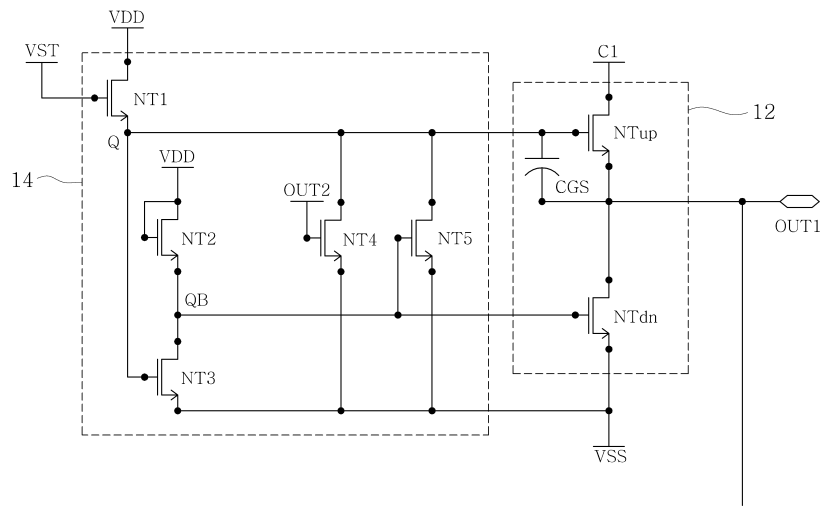 VDD
VST
C1
NT1
12
NTup
Q
VDD
14
OUT2
CGS
OUT1
NT2
NT4
NT5
QB
NTdn
NT3
VSS